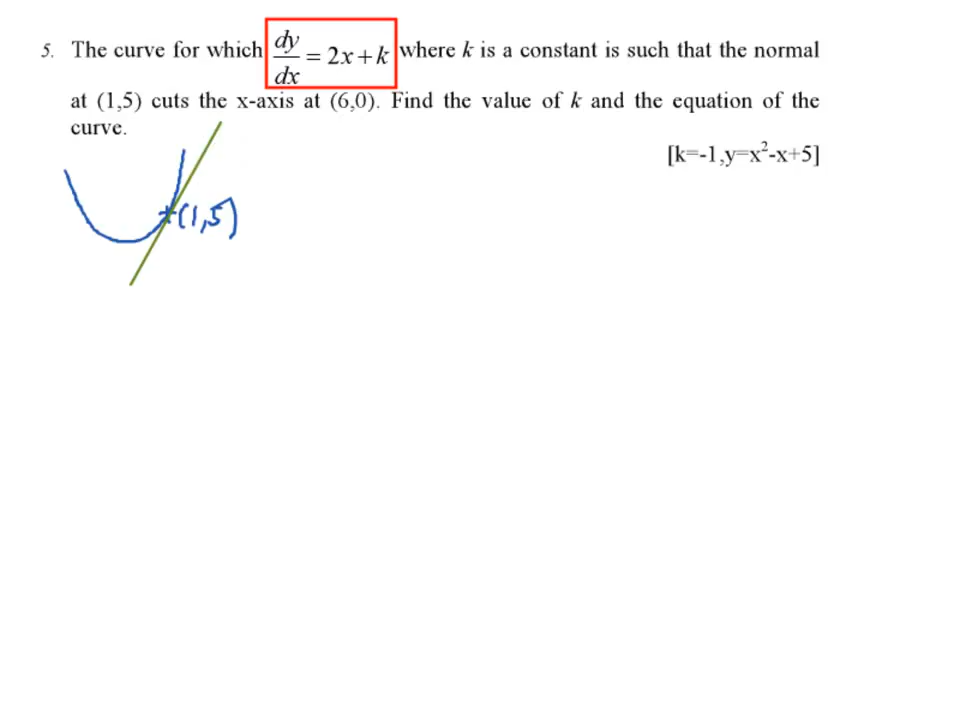 5. The curve for which dy/dx = 2x + k where k is a constant is such that the normal
at (1,5) cuts the x-axis at (6,0). Find the value of k and the equation of the
curve.
[k=-1,y=x²-x+5]
(1,5)